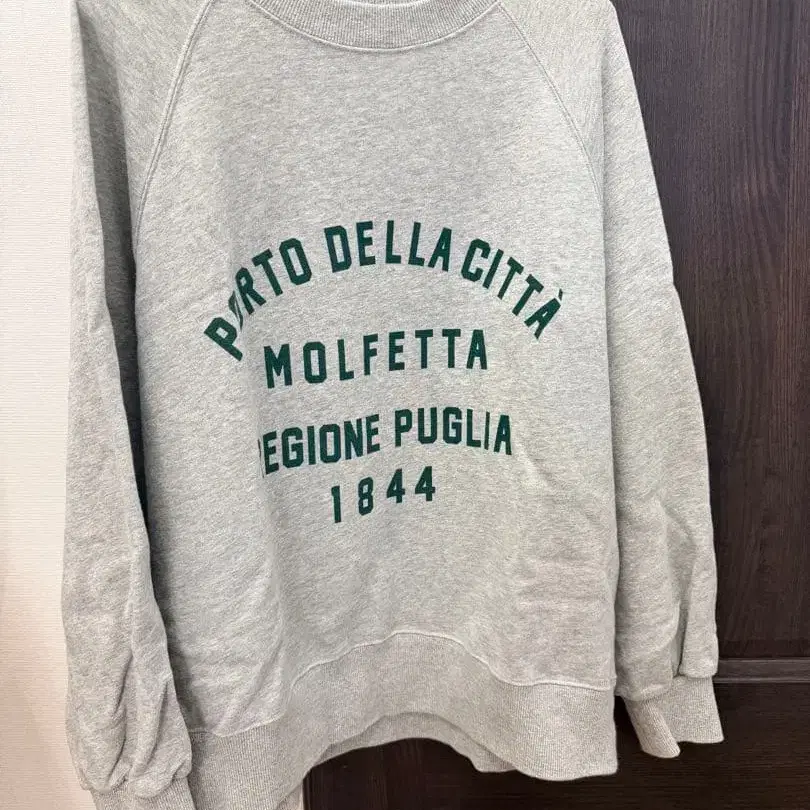 PORTO DELLA CITTÀ
MOLFETTA
REGIONE PUGLIA
1844